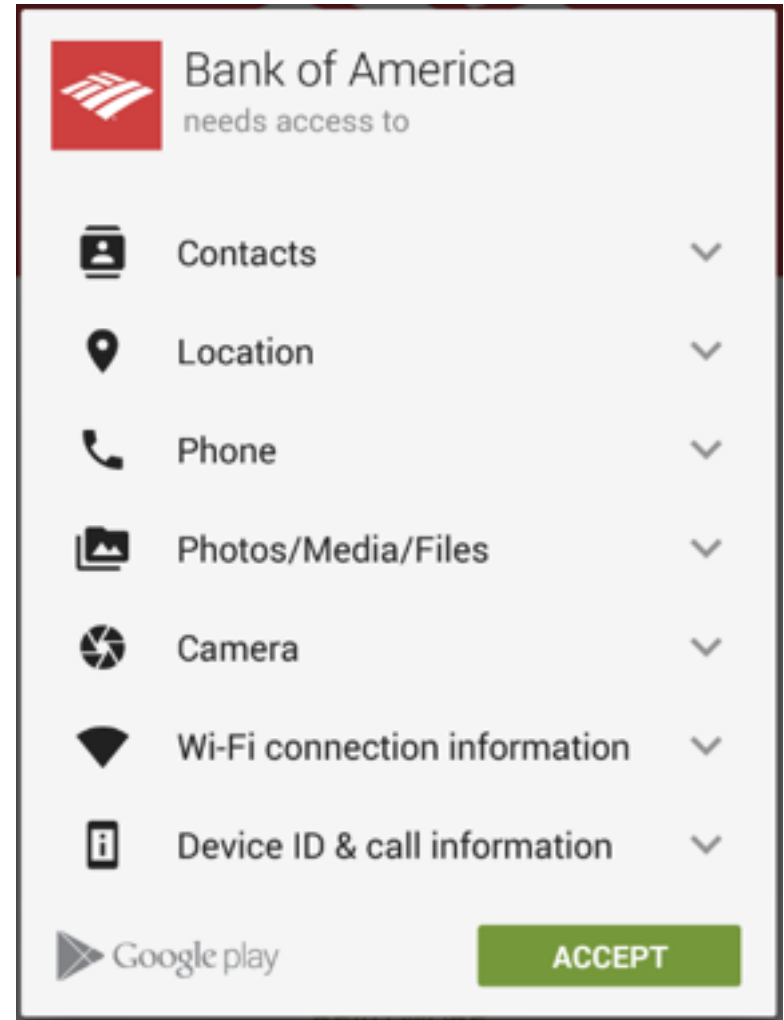 Bank of America
needs access to
Contacts
Location
Phone
Photos/Media/Files
Camera
Wi-Fi connection information
Device ID & call information
Google play
ACCEPT